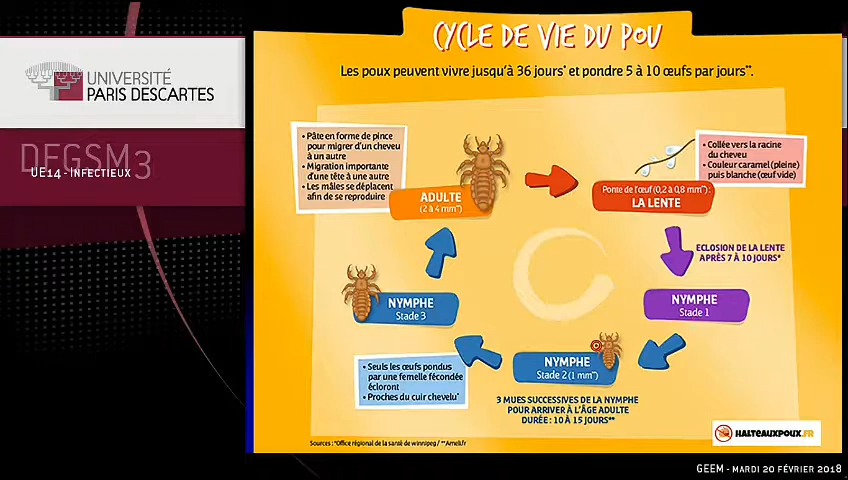 CYCLE DE VIE DU POU
Les poux peuvent vivre jusqu'à 36 jours* et pondre 5 à 10 œufs par jours**.
UNIVERSITÉ
PARIS DESCARTES
DFGSM3
UE14 - INFECTIEUX
• Pâte en forme de pince
pour migrer d'un cheveu
à un autre
• Migration importante
d'une tête à une autre
• Les mâles se déplacent
afin de se reproduire
ADULTE
(2 à 4 mm**)
• Collée vers la racine
du cheveu
• Couleur caramel (pleine)
puis blanche (œuf vide)
Ponte de l'œuf (0,2 à 0,8 mm**) :
LA LENTE
ECLOSION DE LA LENTE
APRÈS 7 À 10 JOURS*
NYMPHE
Stade 1
NYMPHE
Stade 2 (1 mm**)
3 MUES SUCCESSIVES DE LA NYMPHE
POUR ARRIVER À L'ÂGE ADULTE
DURÉE : 10 À 15 JOURS**
NYMPHE
Stade 3
• Seuls les œufs pondus
par une femelle fécondée
écloront
• Proches du cuir chevelu*
HALTEAUXPOUX.FR
Sources : *Office régional de la santé de winnipeg / **Ameli.fr
GEEM - MARDI 20 FÉVRIER 2018